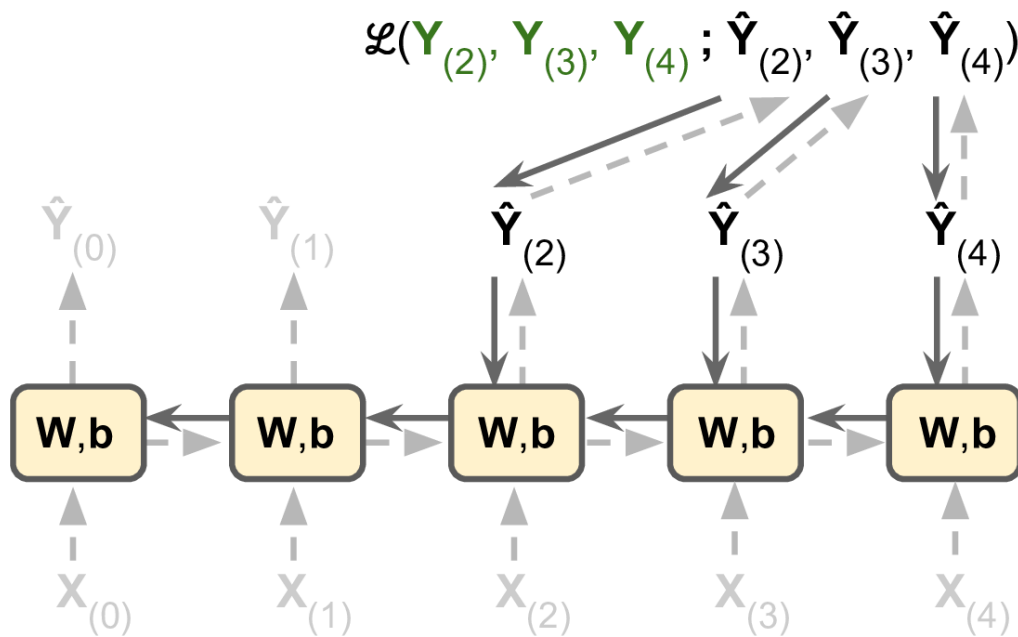 ℒ(Y(2), Y(3), Y(4) ; Ŷ(2), Ŷ(3), Ŷ(4))
Ŷ(0) Ŷ(1) Ŷ(2) Ŷ(3) Ŷ(4)
W,b W,b W,b W,b W,b
X(0) X(1) X(2) X(3) X(4)